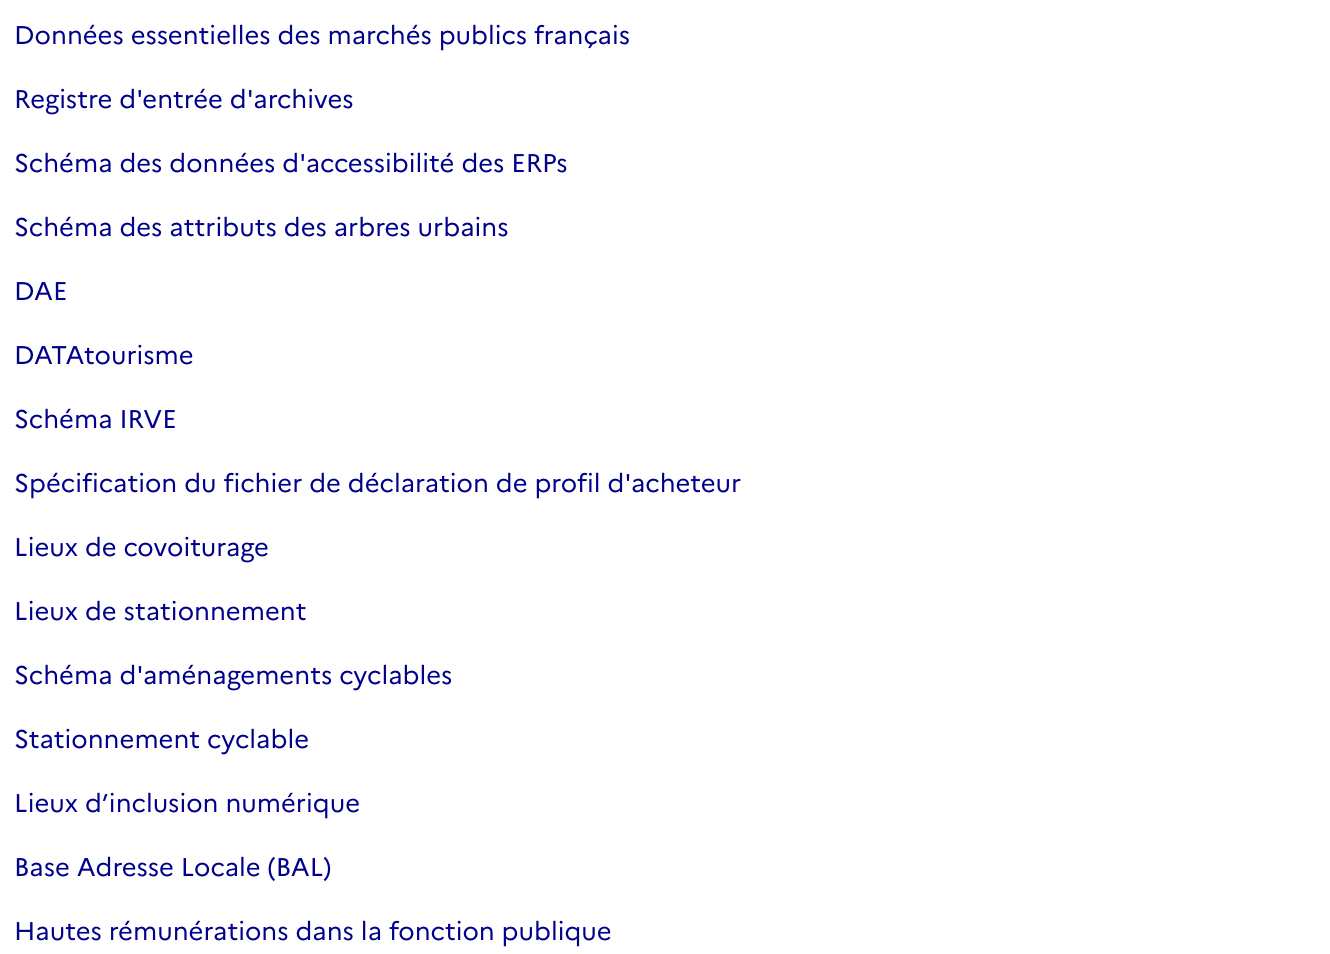 Données essentielles des marchés publics français
Registre d'entrée d'archives
Schéma des données d'accessibilité des ERPs
Schéma des attributs des arbres urbains
DAE
DATAtourisme
Schéma IRVE
Spécification du fichier de déclaration de profil d'acheteur
Lieux de covoiturage
Lieux de stationnement
Schéma d'aménagements cyclables
Stationnement cyclable
Lieux d’inclusion numérique
Base Adresse Locale (BAL)
Hautes rémunérations dans la fonction publique